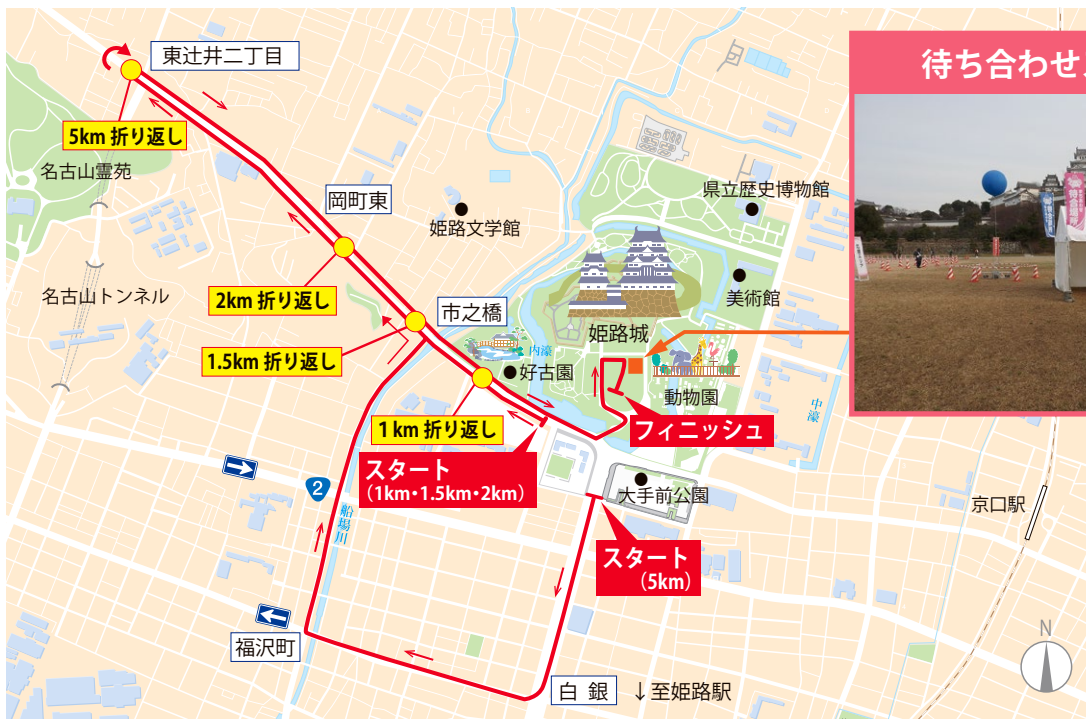 東辻井二丁目
待ち合わせ
5km 折り返し
名古山霊苑
岡町東
姫路文学館
県立歴史博物館
名古山トンネル
2km 折り返し
市之橋
美術館
姫路城
内濠
1.5km 折り返し
好古園
動物園
中濠
1km 折り返し
フィニッシュ
スタート
(1km・1.5km・2km)
2
大手前公園
船場川
京口駅
スタート
(5km)
福沢町
白 銀
↓至姫路駅
N